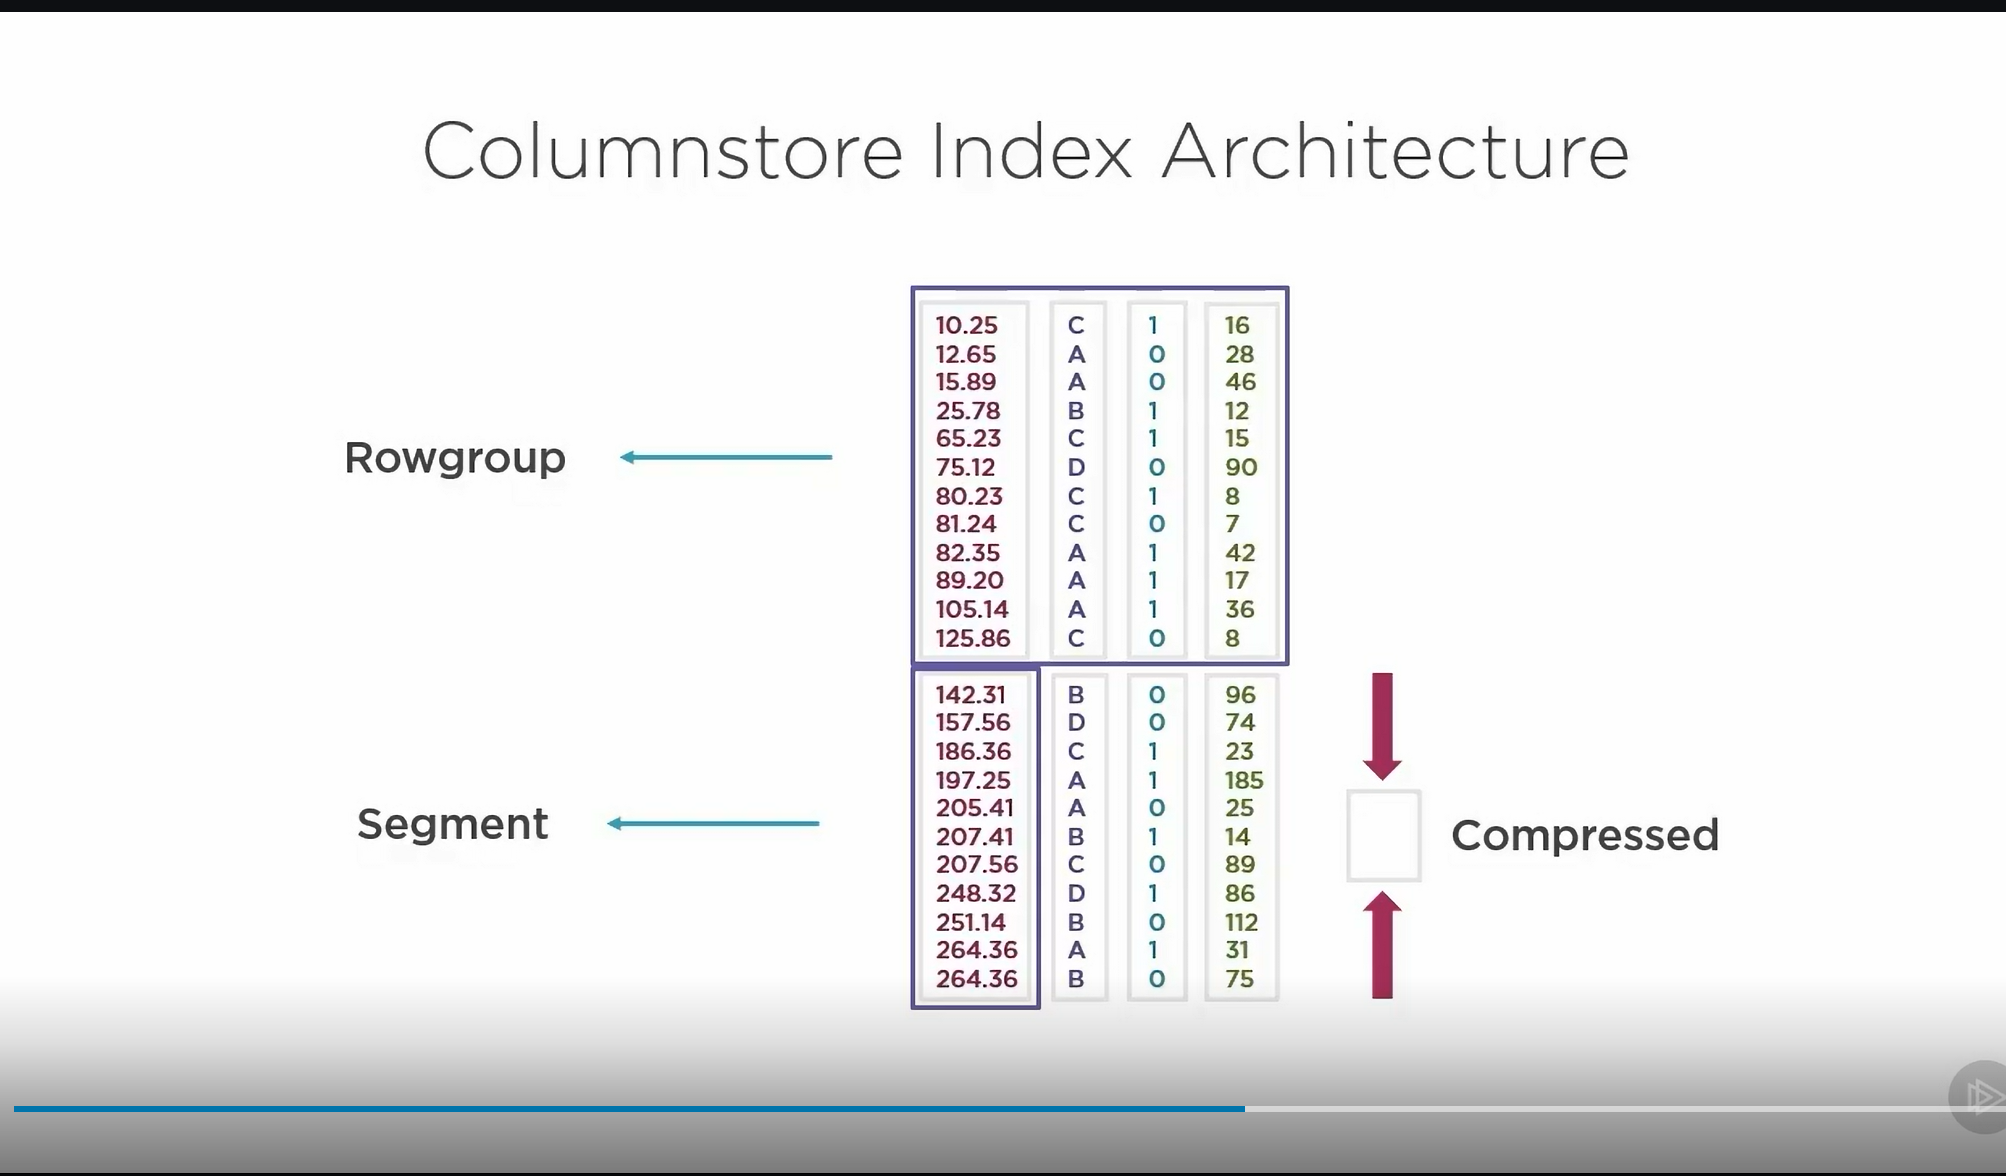 Columnstore Index Architecture
10.25 C 1 16
12.65 A 0 28
15.89 A 0 46
25.78 B 1 12
65.23 C 1 15
Rowgroup
75.12 D 0 90
80.23 C 1 8
81.24 C 0 7
82.35 A 1 42
89.20 A 1 17
105.14 A 1 36
125.86 C 0 8
142.31 B 0 96
157.56 D 0 74
186.36 C 1 23
197.25 A 1 185
205.41 A 0 25
Segment
207.41 B 1 14
Compressed
207.56 C 0 89
248.32 D 1 86
251.14 B 0 112
264.36 A 1 31
264.36 B 0 75